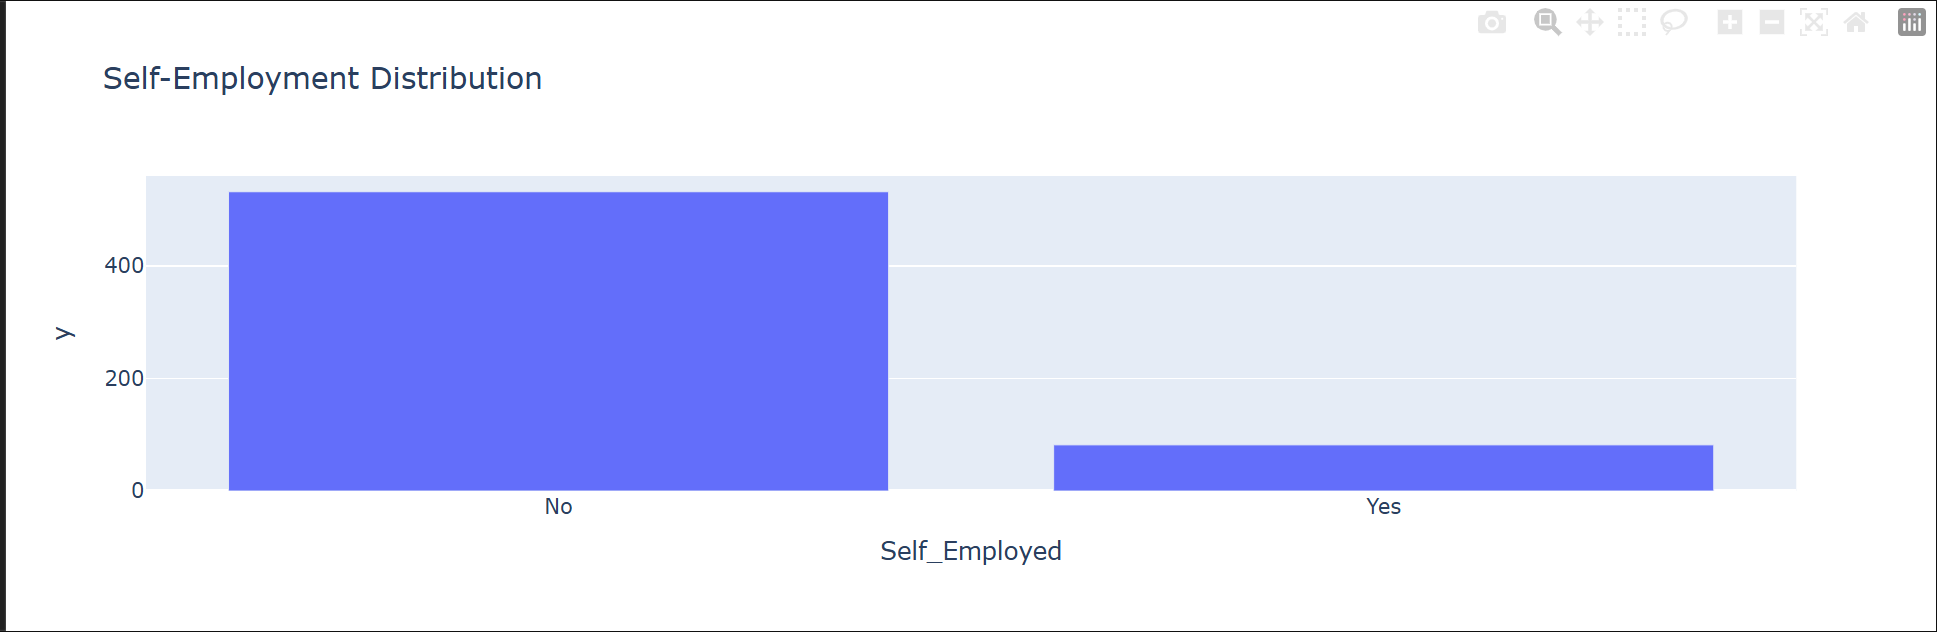 Self-Employment Distribution
400
200
0
y
No
Yes
Self_Employed